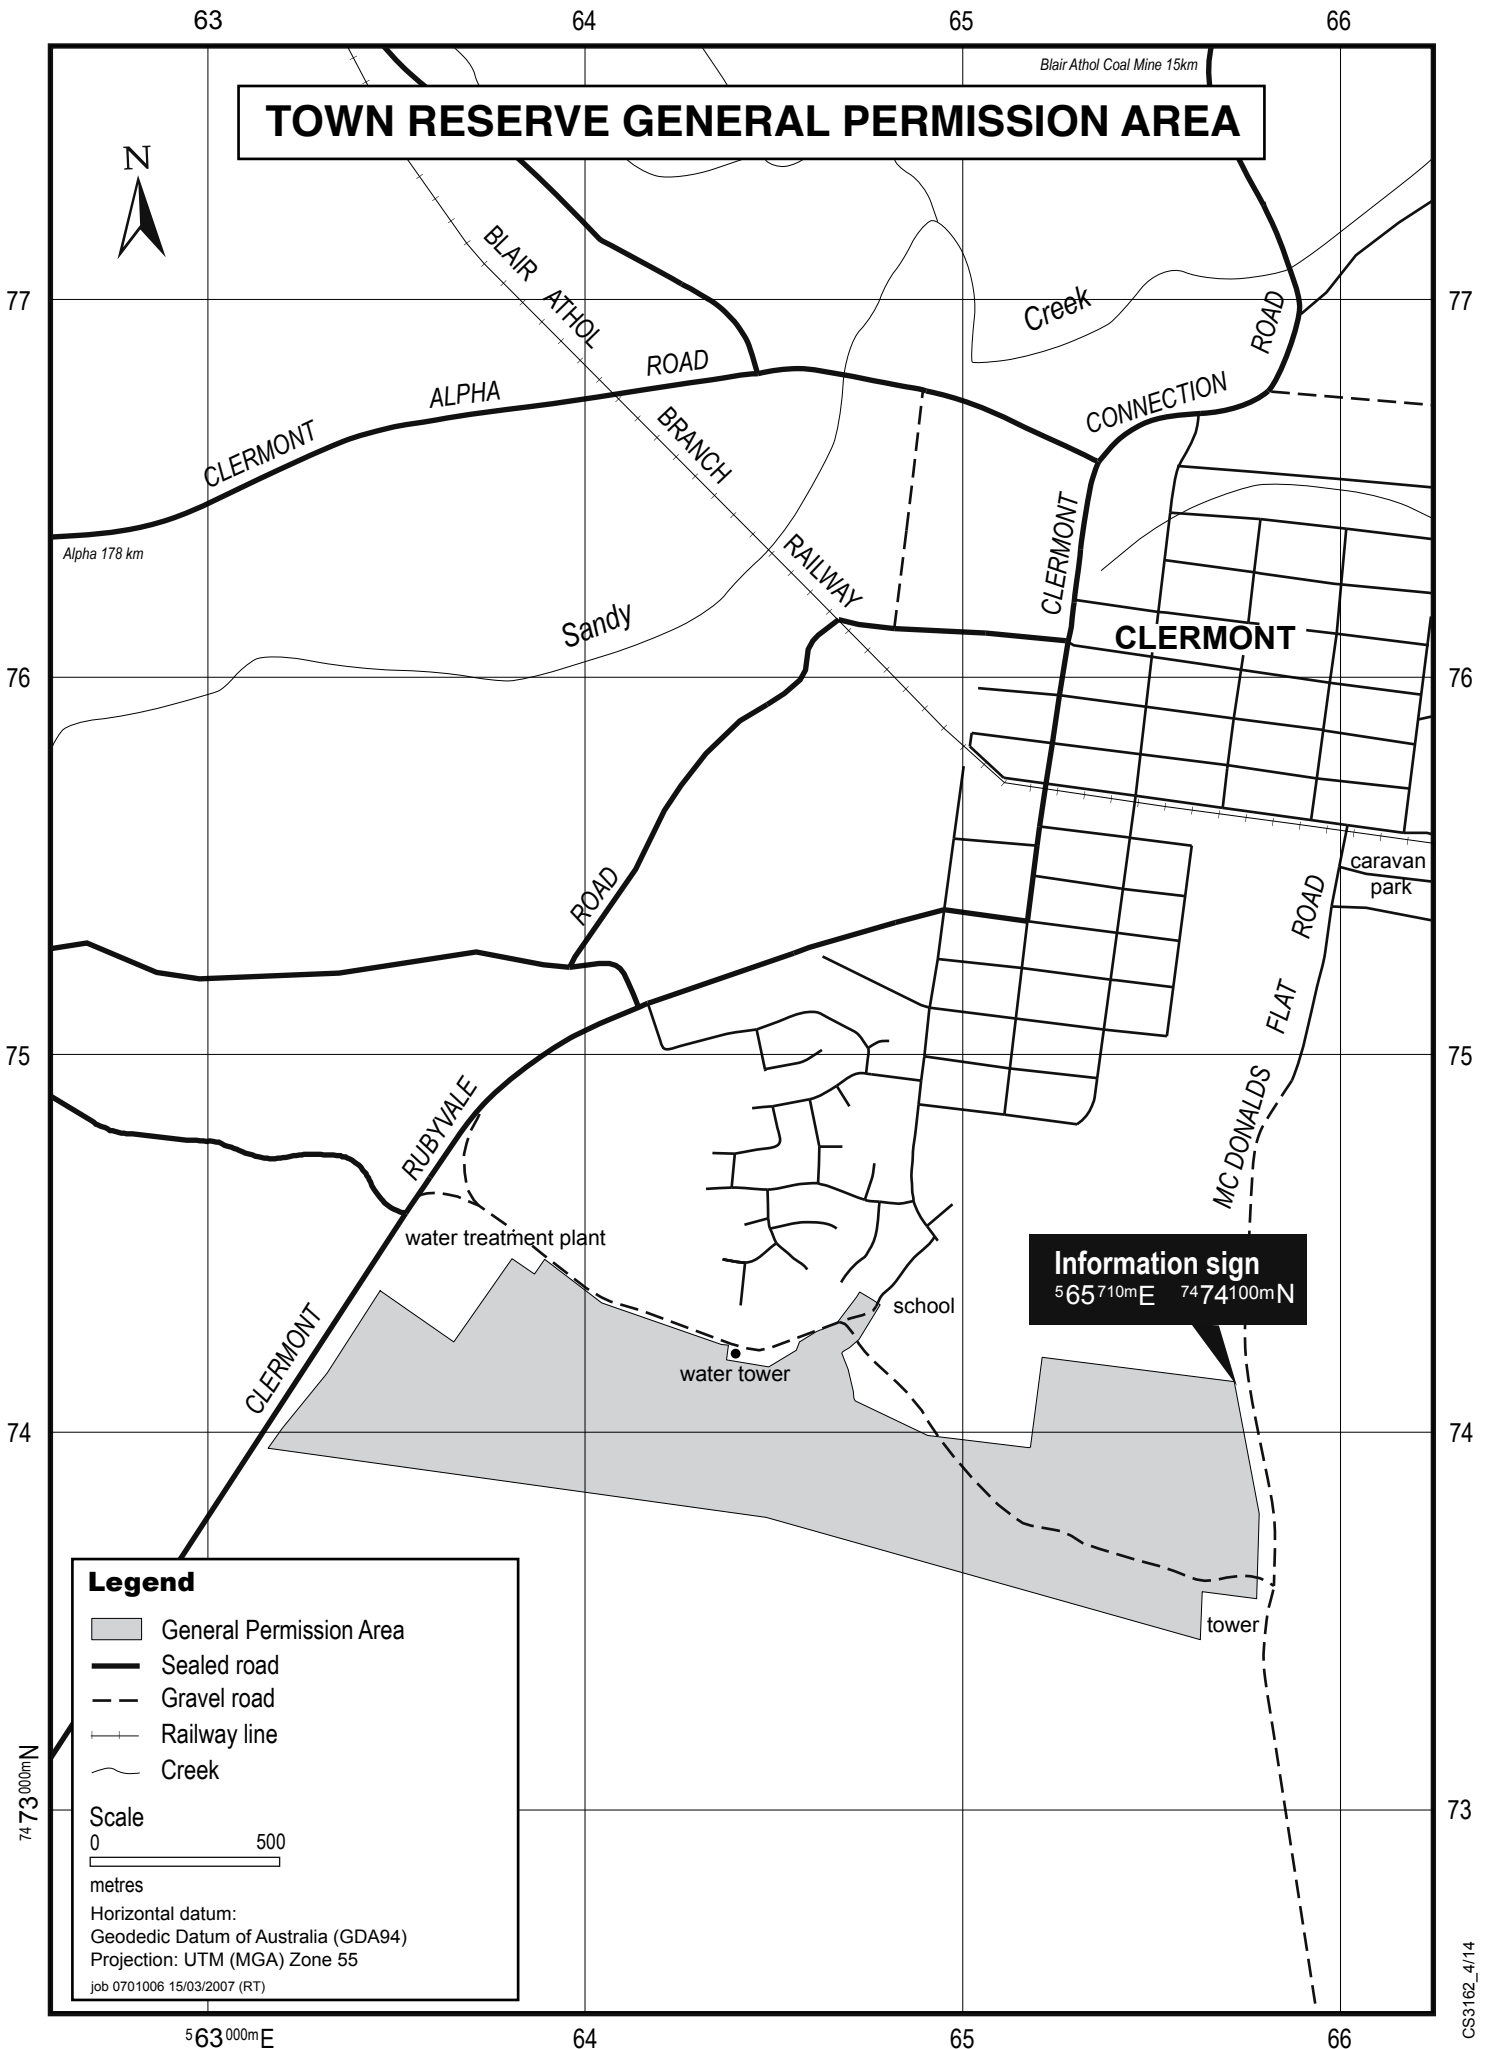 63 64 65 66
Blair Athol Coal Mine 15km
TOWN RESERVE GENERAL PERMISSION AREA
N
BLAIR ATHOL BRANCH RAILWAY
77 77
Creek
ROAD
CONNECTION
CLERMONT
CLERMONT ALPHA ROAD
Alpha 178 km
Sandy
CLERMONT
76 76
caravan
park
ROAD
MC DONALDS FLAT ROAD
75 75
CLERMONT RUBYVALE
water treatment plant
Information sign
565710mE 7474100mN
school
water tower
74 74
tower
Legend
General Permission Area
Sealed road
Gravel road
Railway line
Creek
Scale
0 500
metres
Horizontal datum:
Geodedic Datum of Australia (GDA94)
Projection: UTM (MGA) Zone 55
job 0701006 15/03/2007 (RT)
7473000mN 73
CS3162_4/14
563000mE 64 65 66